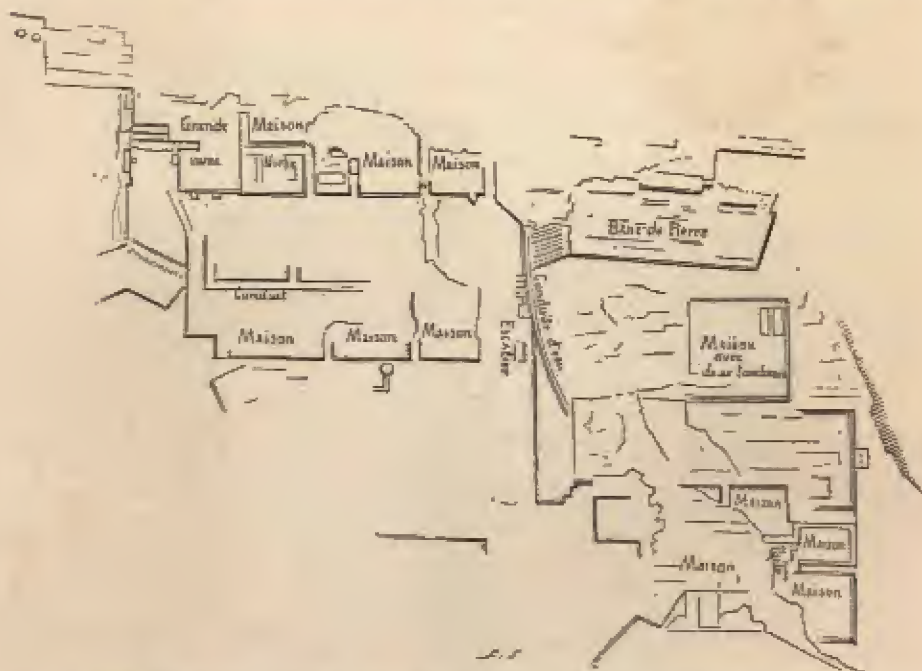 Grande
Maison
Maison
Maison
Niche
Banc de Pierre
Conduit
Conduite d'eau
Escalier
Maison
Maison
Maison
Maison
avec
deux tombeaux
Maison
Maison
Maison
Maison